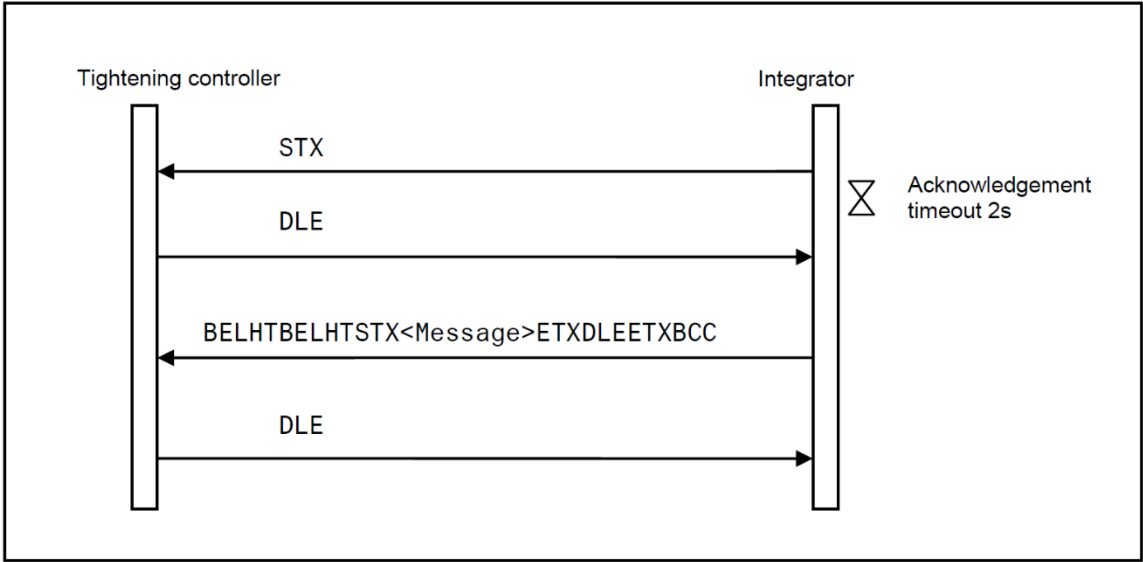 Tightening controller
Integrator
STX
Acknowledgement
timeout 2s
DLE
BELHTBELHTSTX<Message>ETXDLEETXBCC
DLE